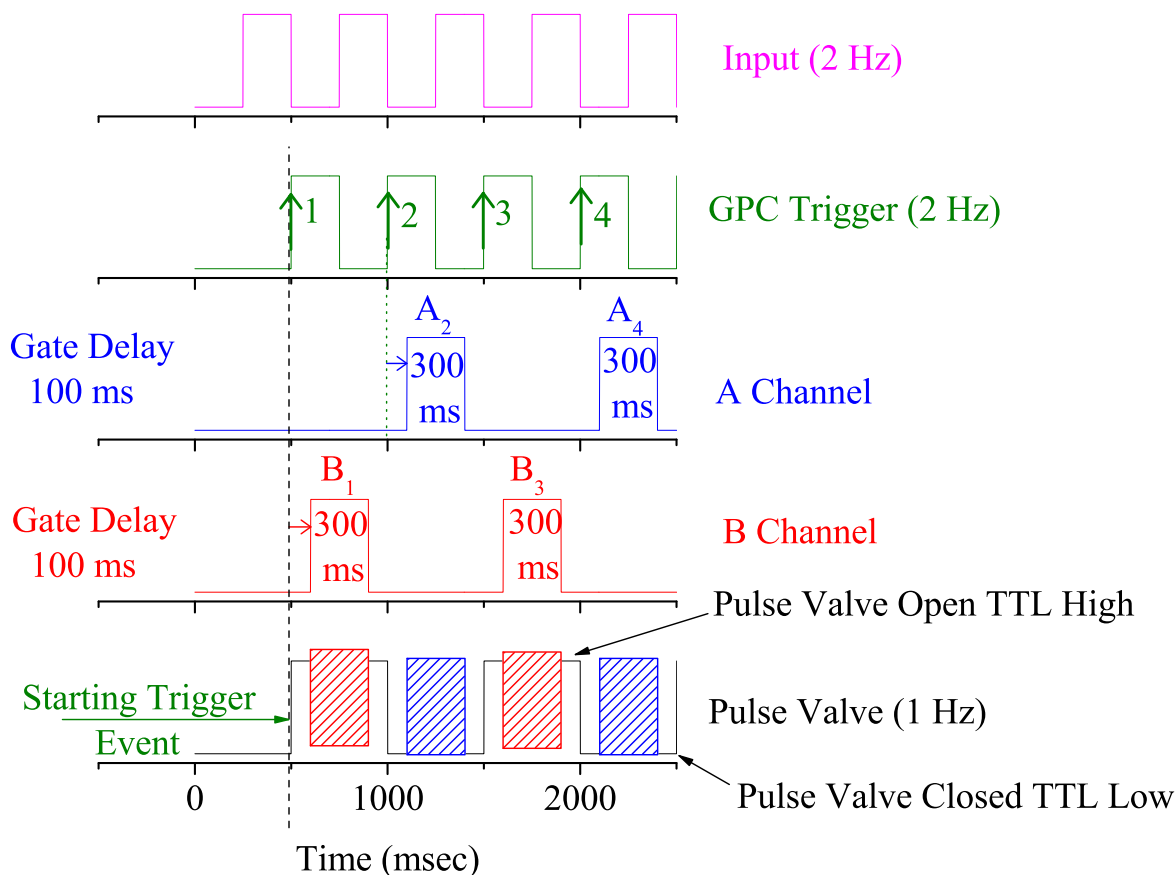 Input (2 Hz)
1
2
3
4
GPC Trigger (2 Hz)
A2
A4
Gate Delay
100 ms
300
ms
300
ms
A Channel
B1
B3
Gate Delay
100 ms
300
ms
300
ms
B Channel
Pulse Valve Open TTL High
Starting Trigger
Event
Pulse Valve (1 Hz)
Pulse Valve Closed TTL Low
0
1000
2000
Time (msec)